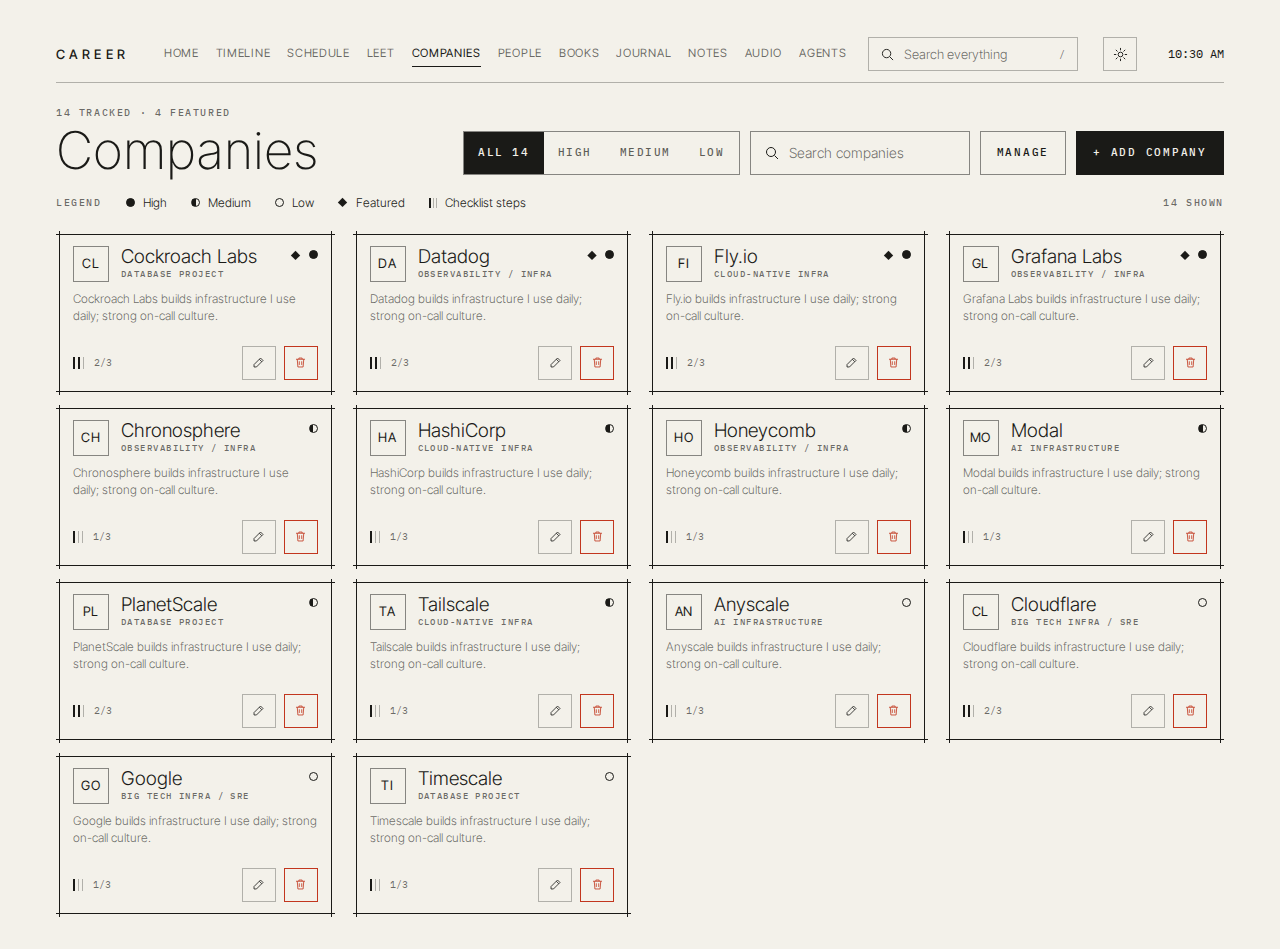 CAREER HOME TIMELINE SCHEDULE LEET COMPANIES PEOPLE BOOKS JOURNAL NOTES AUDIO AGENTS Search everything / 10:30 AM
14 TRACKED · 4 FEATURED
Companies ALL 14 HIGH MEDIUM LOW Search companies MANAGE + ADD COMPANY
LEGEND High Medium Low Featured Checklist steps 14 SHOWN
CL Cockroach Labs
DATABASE PROJECT
Cockroach Labs builds infrastructure I use
daily; strong on-call culture.
2/3
DA Datadog
OBSERVABILITY / INFRA
Datadog builds infrastructure I use daily;
strong on-call culture.
2/3
FI Fly.io
CLOUD-NATIVE INFRA
Fly.io builds infrastructure I use daily; strong
on-call culture.
2/3
GL Grafana Labs
OBSERVABILITY / INFRA
Grafana Labs builds infrastructure I use daily;
strong on-call culture.
2/3
CH Chronosphere
OBSERVABILITY / INFRA
Chronosphere builds infrastructure I use
daily; strong on-call culture.
1/3
HA HashiCorp
CLOUD-NATIVE INFRA
HashiCorp builds infrastructure I use daily;
strong on-call culture.
1/3
HO Honeycomb
OBSERVABILITY / INFRA
Honeycomb builds infrastructure I use daily;
strong on-call culture.
1/3
MO Modal
AI INFRASTRUCTURE
Modal builds infrastructure I use daily; strong
on-call culture.
1/3
PL PlanetScale
DATABASE PROJECT
PlanetScale builds infrastructure I use daily;
strong on-call culture.
2/3
TA Tailscale
CLOUD-NATIVE INFRA
Tailscale builds infrastructure I use daily;
strong on-call culture.
1/3
AN Anyscale
AI INFRASTRUCTURE
Anyscale builds infrastructure I use daily;
strong on-call culture.
1/3
CL Cloudflare
BIG TECH INFRA / SRE
Cloudflare builds infrastructure I use daily;
strong on-call culture.
2/3
GO Google
BIG TECH INFRA / SRE
Google builds infrastructure I use daily; strong
on-call culture.
1/3
TI Timescale
DATABASE PROJECT
Timescale builds infrastructure I use daily;
strong on-call culture.
1/3